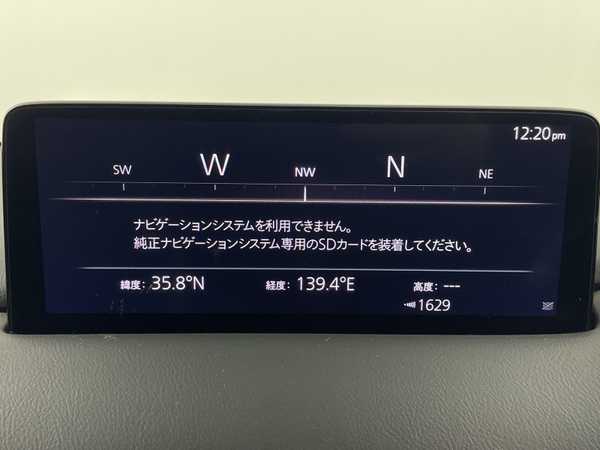 12:20pm
SW W NW N NE
ナビゲーションシステムを利用できません。
純正ナビゲーションシステム専用のSDカードを装着してください。
緯度: 35.8°N 経度: 139.4°E 高度: ---
1629